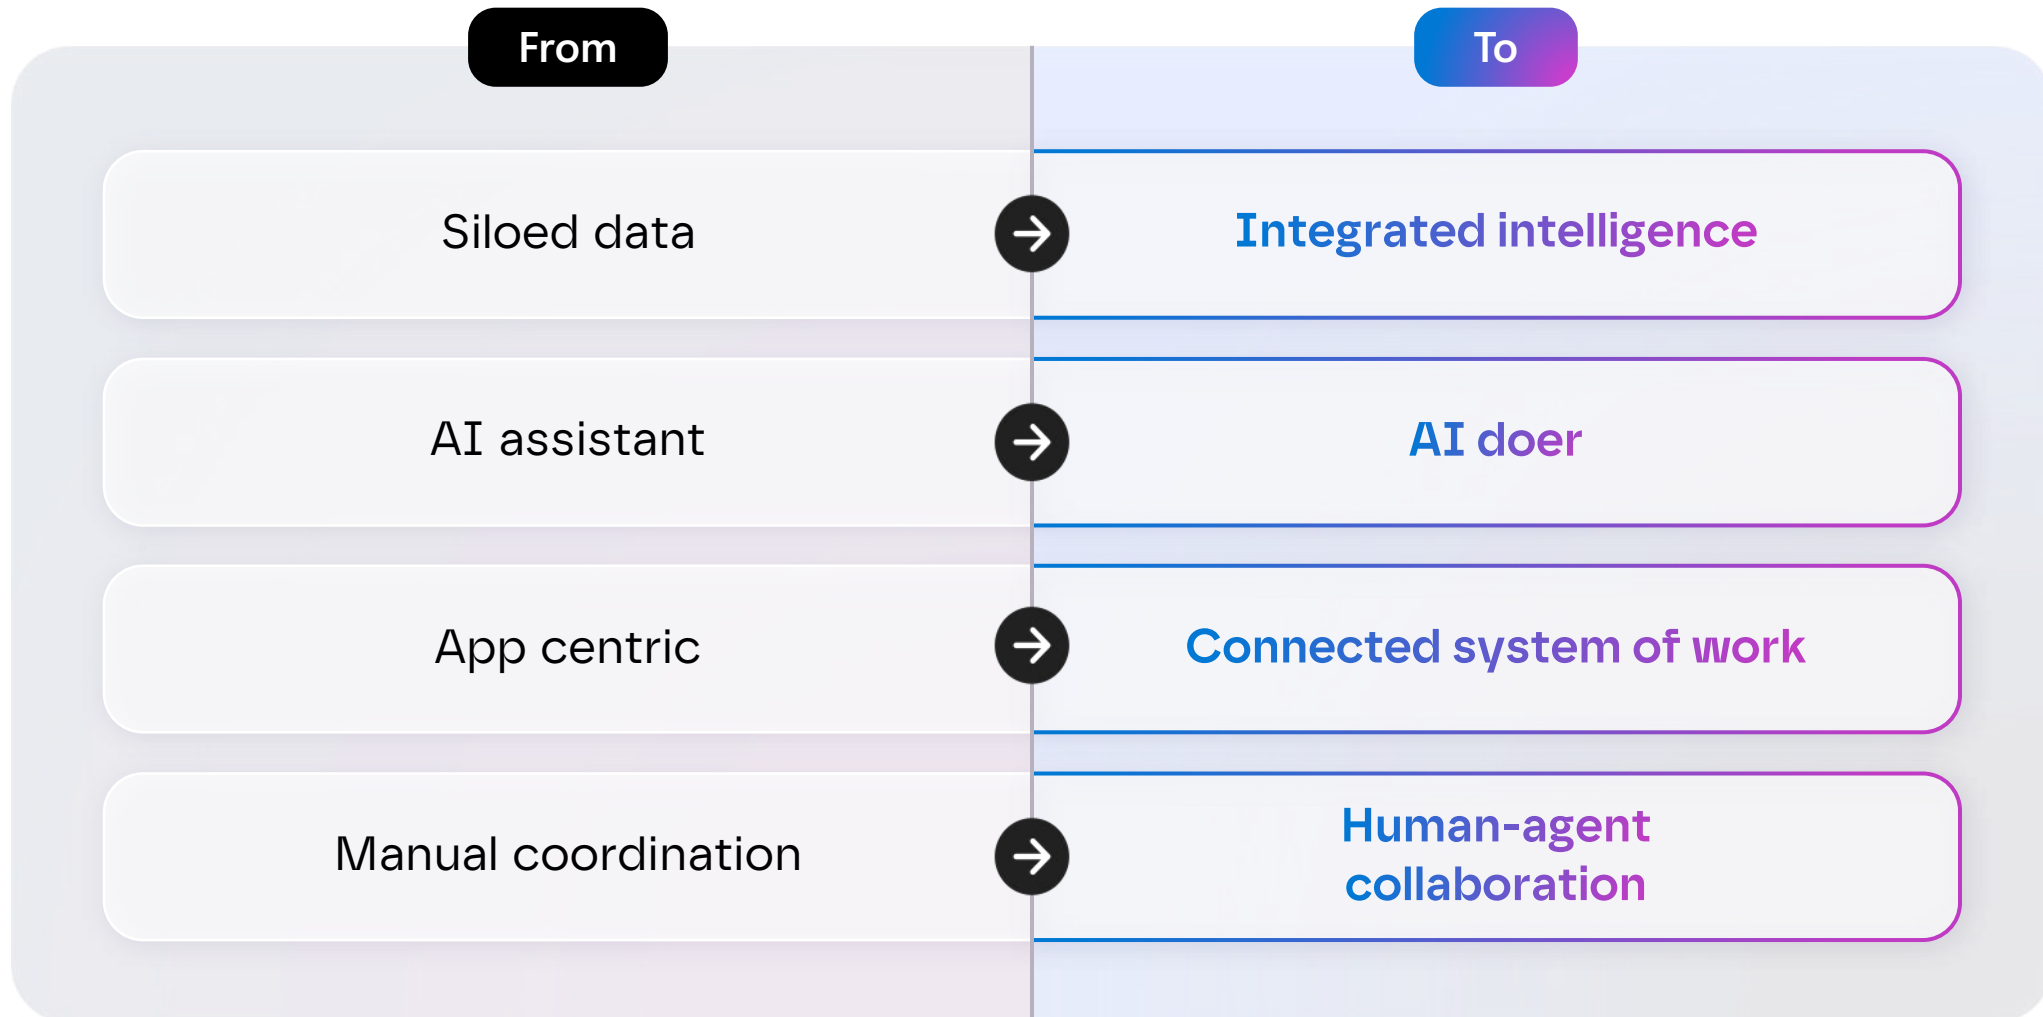 From
To
Siloed data
Integrated intelligence
AI assistant
AI doer
App centric
Connected system of work
Manual coordination
Human-agent
collaboration